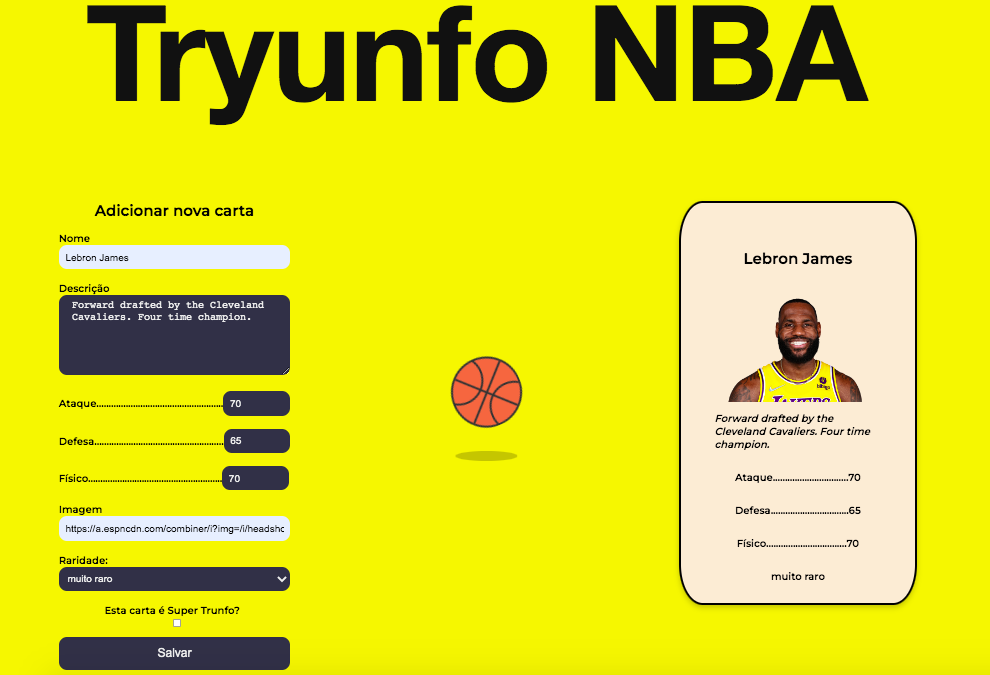 Tryunfo NBA
Adicionar nova carta
Nome
Lebron James
Descrição
Forward drafted by the Cleveland
Cavaliers. Four time champion.
Ataque..............................................70
Defesa...............................................65
Físico.................................................70
Imagem
https://a.espncdn.com/combiner/i?img=/i/headsho
Raridade:
muito raro
Esta carta é Super Trunfo?
Salvar
Lebron James
LAKERS
Forward drafted by the
Cleveland Cavaliers. Four time
champion.
Ataque............................70
Defesa.............................65
Físico..............................70
muito raro